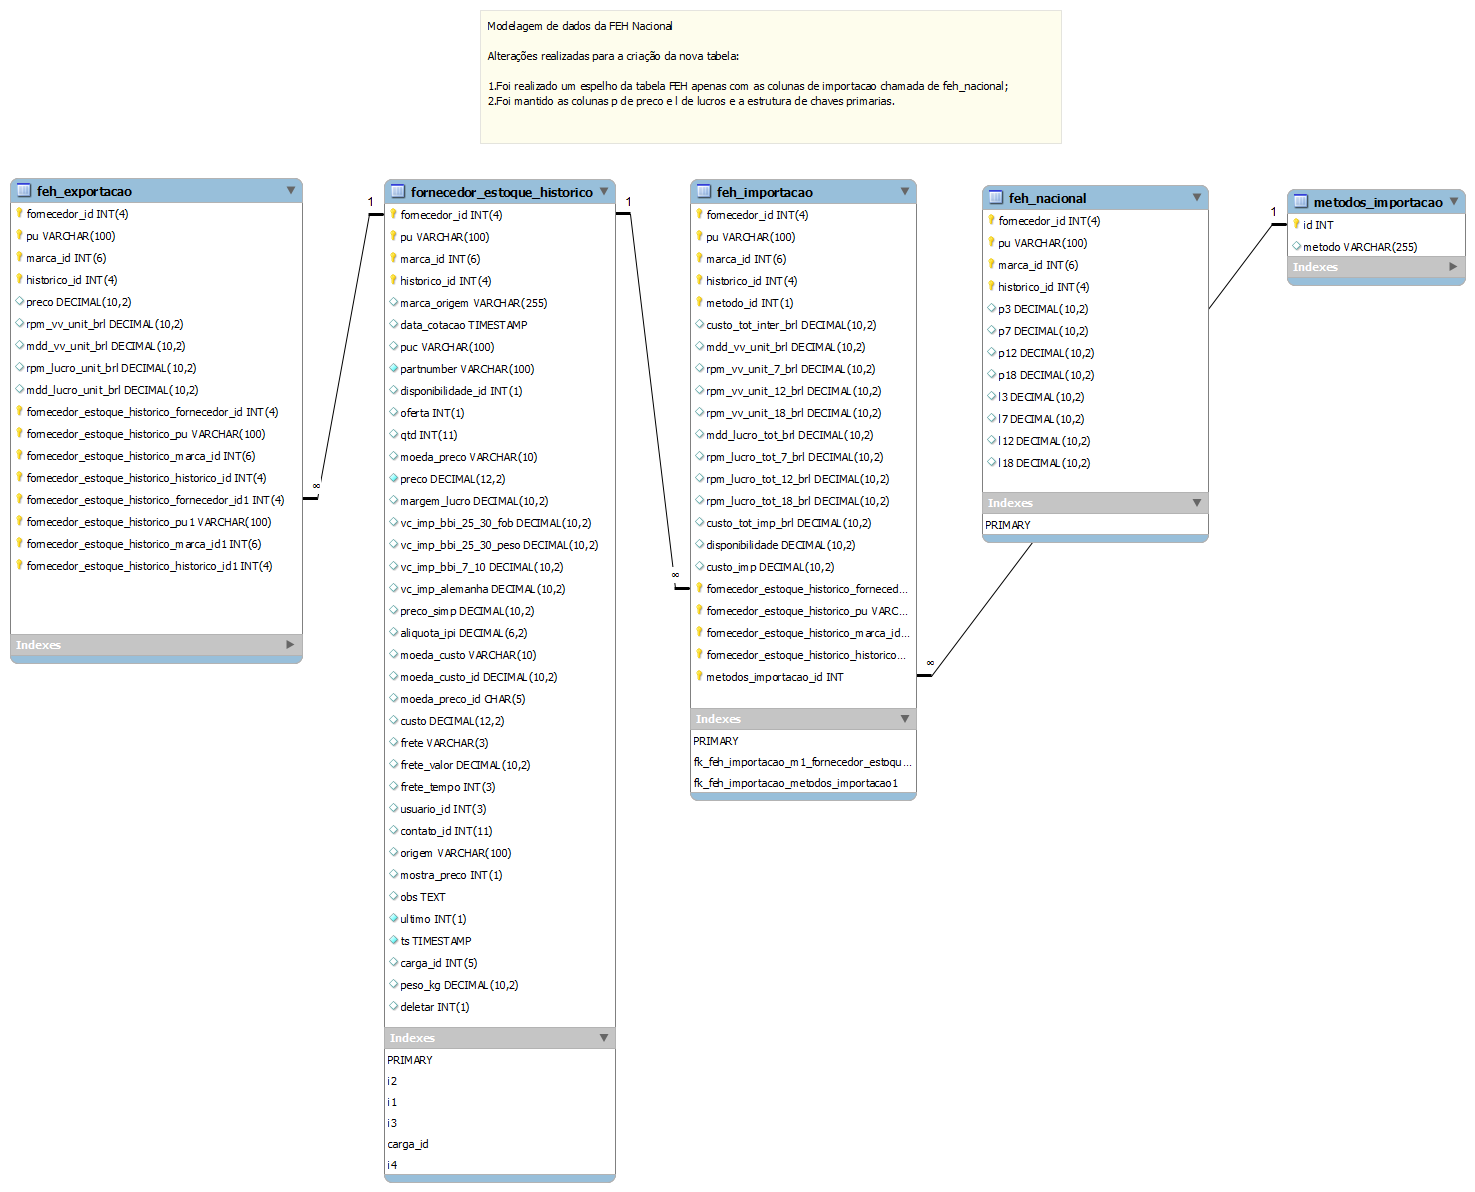 Modelagem de dados da FEH Nacional
Alterações realizadas para a criação da nova tabela:
1.Foi realizado um espelho da tabela FEH apenas com as colunas de importacao chamada de feh_nacional;
2.Foi mantido as colunas p de preco e l de lucros e a estrutura de chaves primarias.
feh_exportacao
fornecedor_id INT(4)
pu VARCHAR(100)
marca_id INT(6)
historico_id INT(4)
preco DECIMAL(10,2)
rpm_vv_unit_brl DECIMAL(10,2)
mdd_vv_unit_brl DECIMAL(10,2)
rpm_lucro_unit_brl DECIMAL(10,2)
mdd_lucro_unit_brl DECIMAL(10,2)
fornecedor_estoque_historico_fornecedor_id INT(4)
fornecedor_estoque_historico_pu VARCHAR(100)
fornecedor_estoque_historico_marca_id INT(6)
fornecedor_estoque_historico_historico_id INT(4)
fornecedor_estoque_historico_fornecedor_id1 INT(4)
fornecedor_estoque_historico_pu1 VARCHAR(100)
fornecedor_estoque_historico_marca_id1 INT(6)
fornecedor_estoque_historico_historico_id1 INT(4)
Indexes
1
∞
fornecedor_estoque_historico
fornecedor_id INT(4)
pu VARCHAR(100)
marca_id INT(6)
historico_id INT(4)
marca_origem VARCHAR(255)
data_cotacao TIMESTAMP
puc VARCHAR(100)
partnumber VARCHAR(100)
disponibilidade_id INT(1)
oferta INT(1)
qtd INT(11)
moeda_preco VARCHAR(10)
preco DECIMAL(12,2)
margem_lucro DECIMAL(10,2)
vc_imp_bbi_25_30_fob DECIMAL(10,2)
vc_imp_bbi_25_30_peso DECIMAL(10,2)
vc_imp_bbi_7_10 DECIMAL(10,2)
vc_imp_alemanha DECIMAL(10,2)
preco_simp DECIMAL(10,2)
aliquota_ipi DECIMAL(6,2)
moeda_custo VARCHAR(10)
moeda_custo_id DECIMAL(10,2)
moeda_preco_id CHAR(5)
custo DECIMAL(12,2)
frete VARCHAR(3)
frete_valor DECIMAL(10,2)
frete_tempo INT(3)
usuario_id INT(3)
contato_id INT(11)
origem VARCHAR(100)
mostra_preco INT(1)
obs TEXT
ultimo INT(1)
ts TIMESTAMP
carga_id INT(5)
peso_kg DECIMAL(10,2)
deletar INT(1)
Indexes
PRIMARY
i2
i1
i3
carga_id
i4
1
∞
feh_importacao
fornecedor_id INT(4)
pu VARCHAR(100)
marca_id INT(6)
historico_id INT(4)
metodo_id INT(1)
custo_tot_inter_brl DECIMAL(10,2)
mdd_vv_unit_brl DECIMAL(10,2)
rpm_vv_unit_7_brl DECIMAL(10,2)
rpm_vv_unit_12_brl DECIMAL(10,2)
rpm_vv_unit_18_brl DECIMAL(10,2)
mdd_lucro_tot_brl DECIMAL(10,2)
rpm_lucro_tot_7_brl DECIMAL(10,2)
rpm_lucro_tot_12_brl DECIMAL(10,2)
rpm_lucro_tot_18_brl DECIMAL(10,2)
custo_tot_imp_brl DECIMAL(10,2)
disponibilidade DECIMAL(10,2)
custo_imp DECIMAL(10,2)
fornecedor_estoque_historico_forneced...
fornecedor_estoque_historico_pu VARC...
fornecedor_estoque_historico_marca_id...
fornecedor_estoque_historico_historico...
metodos_importacao_id INT
Indexes
PRIMARY
fk_feh_importacao_m1_fornecedor_estoqu...
fk_feh_importacao_metodos_importacao1
∞
feh_nacional
fornecedor_id INT(4)
pu VARCHAR(100)
marca_id INT(6)
historico_id INT(4)
p3 DECIMAL(10,2)
p7 DECIMAL(10,2)
p12 DECIMAL(10,2)
p18 DECIMAL(10,2)
l3 DECIMAL(10,2)
l7 DECIMAL(10,2)
l12 DECIMAL(10,2)
l18 DECIMAL(10,2)
Indexes
PRIMARY
1
metodos_importacao
id INT
metodo VARCHAR(255)
Indexes